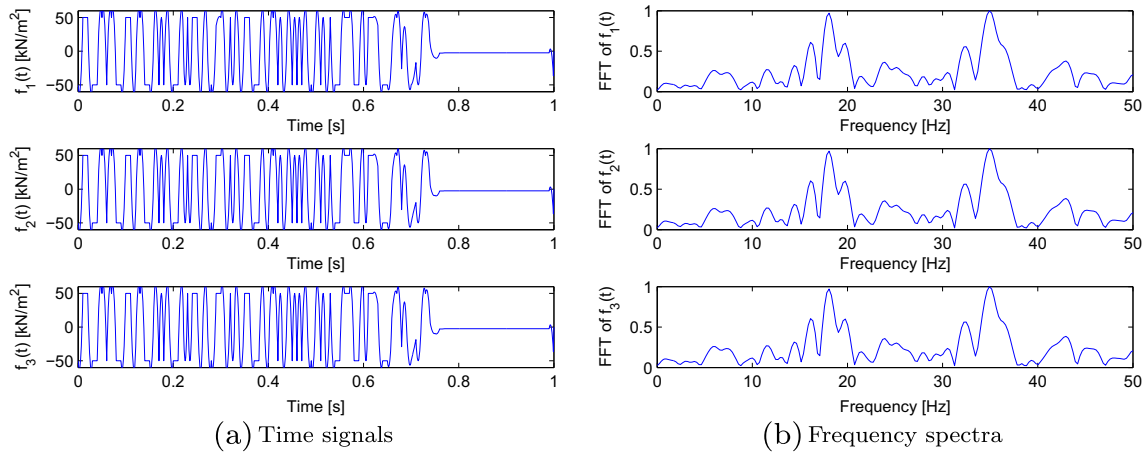 f₁(t) [kN/m²]
50
0
−50
0 0.2 0.4 0.6 0.8 1
Time [s]
f₂(t) [kN/m²]
50
0
−50
0 0.2 0.4 0.6 0.8 1
Time [s]
f₃(t) [kN/m²]
50
0
−50
0 0.2 0.4 0.6 0.8 1
Time [s]
(a) Time signals
FFT of f₁(t)
1
0.5
0
0 10 20 30 40 50
Frequency [Hz]
FFT of f₂(t)
1
0.5
0
0 10 20 30 40 50
Frequency [Hz]
FFT of f₃(t)
1
0.5
0
0 10 20 30 40 50
Frequency [Hz]
(b) Frequency spectra